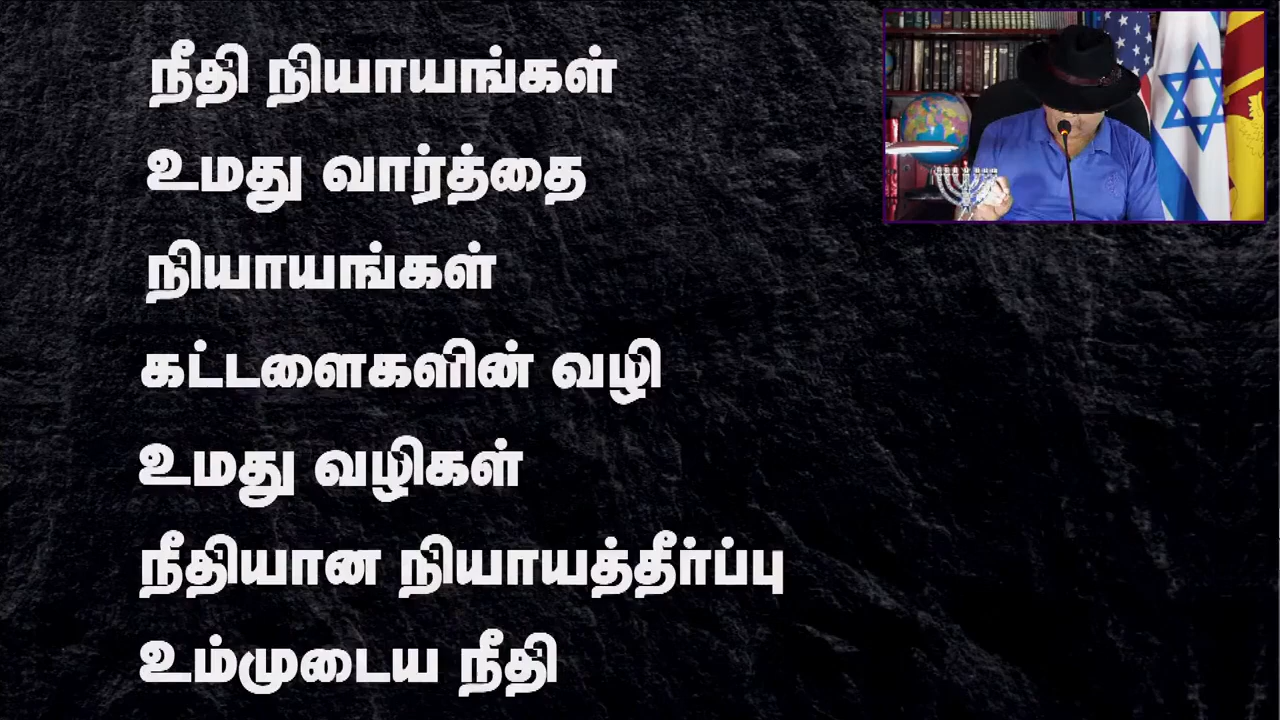 நீதி நியாயங்கள்
உமது வார்த்தை
நியாயங்கள்
கட்டளைகளின் வழி
உமது வழிகள்
நீதியான நியாயத்தீர்ப்பு
உம்முடைய நீதி